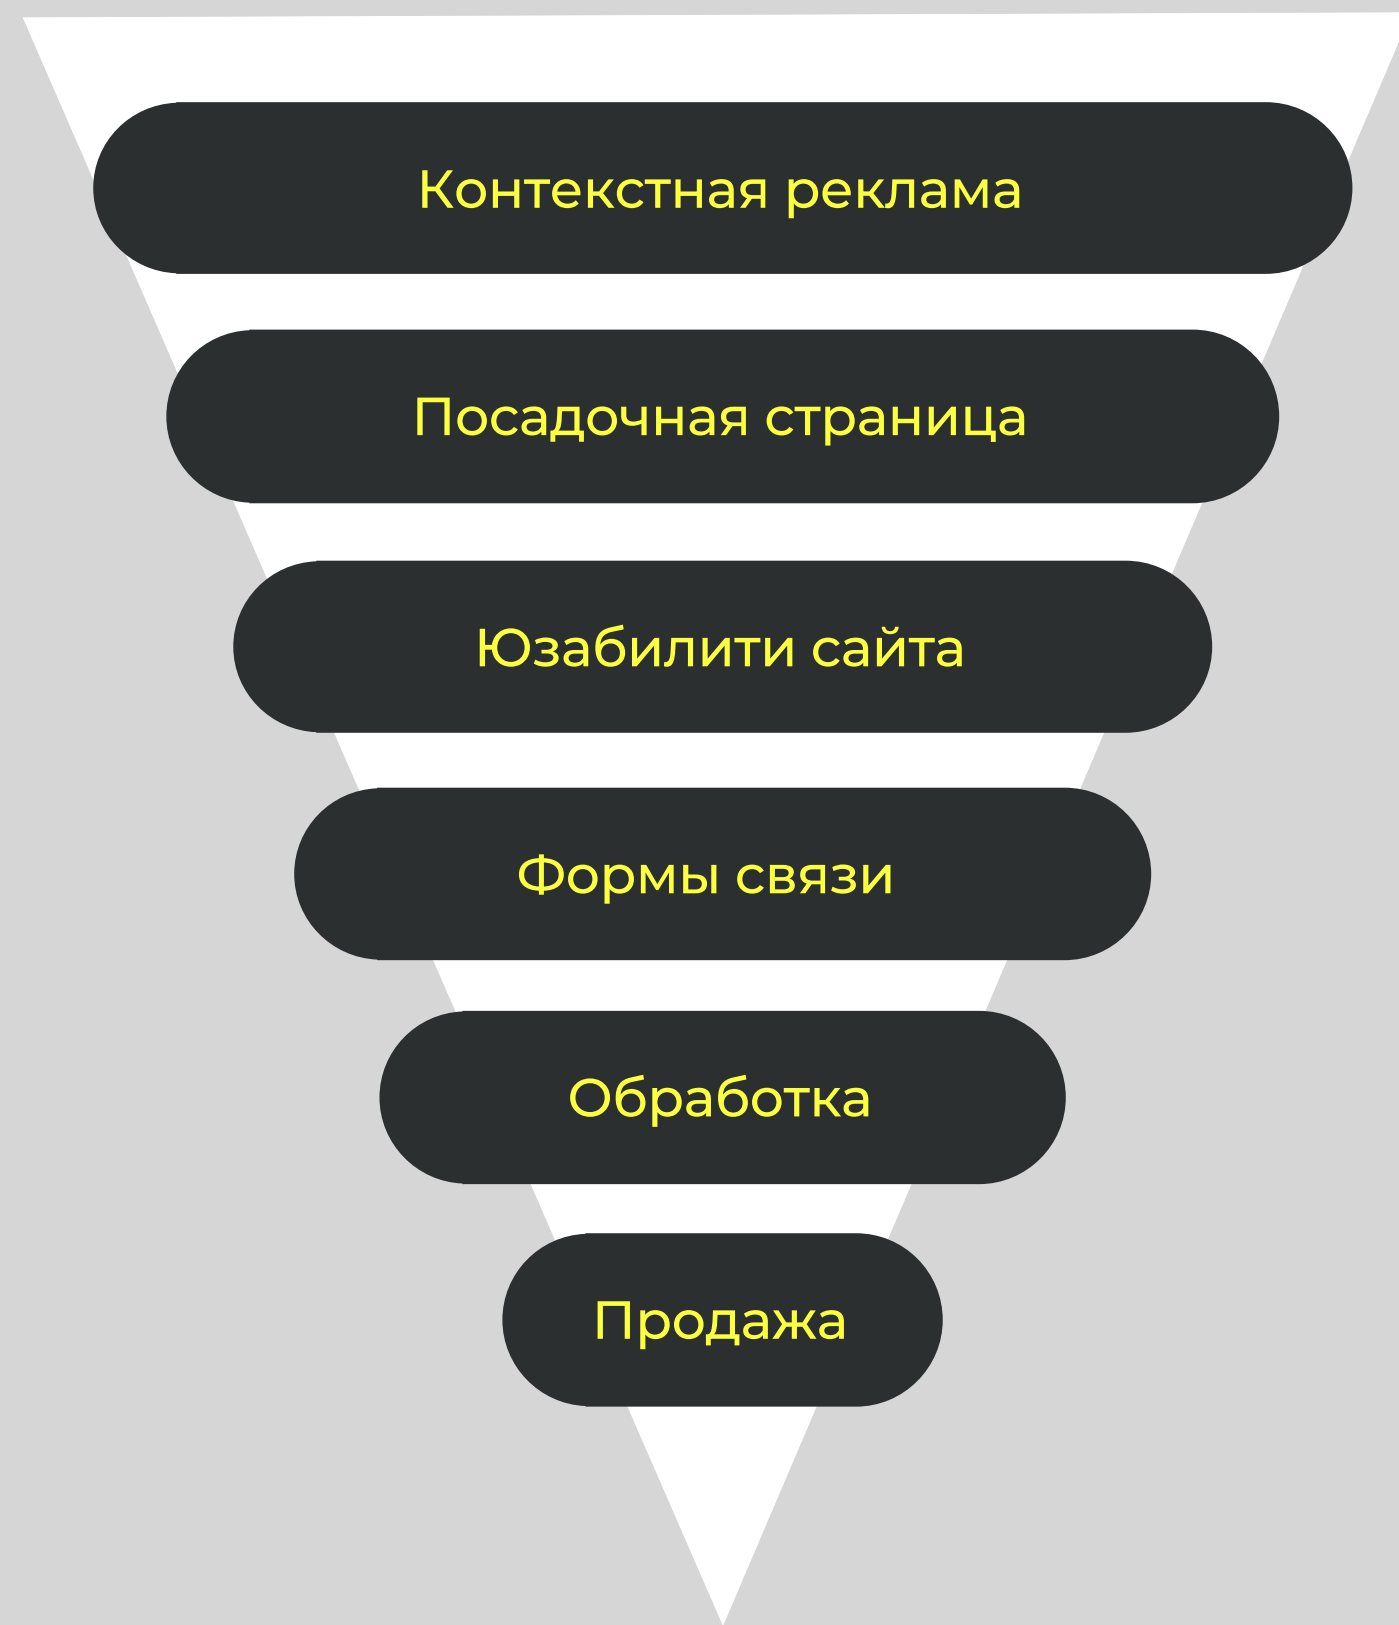 Контекстная реклама
Посадочная страница
Юзабилити сайта
Формы связи
Обработка
Продажа